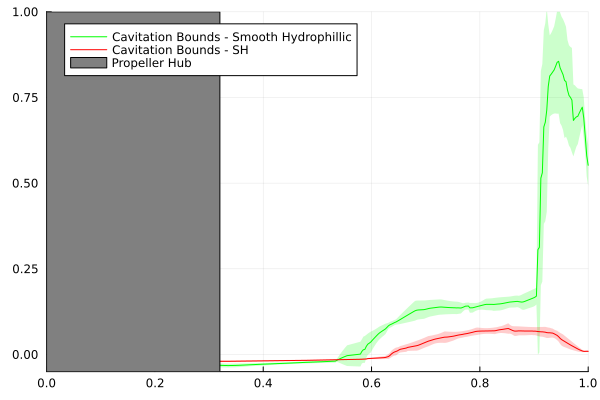 1.00
Cavitation Bounds - Smooth Hydrophillic
Cavitation Bounds - SH
Propeller Hub
0.75
0.50
0.25
0.00
0.0 0.2 0.4 0.6 0.8 1.0